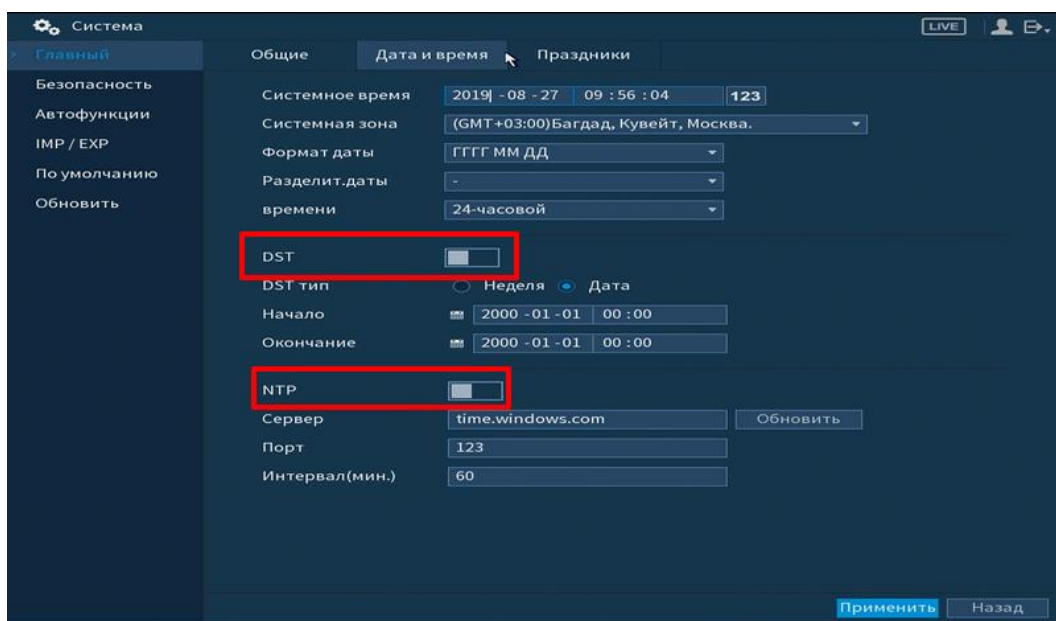 Система LIVE
Главный
Безопасность
Автофункции
IMP / EXP
По умолчанию
Обновить
Общие Дата и время Праздники
Системное время 2019 - 08 - 27 09 : 56 : 04 123
Системная зона (GMT+03:00)Багдад, Кувейт, Москва.
Формат даты ГГГГ ММ ДД
Разделит.даты -
времени 24-часовой
DST
DST тип Неделя Дата
Начало 2000 - 01 - 01 00 : 00
Окончание 2000 - 01 - 01 00 : 00
NTP
Сервер time.windows.com Обновить
Порт 123
Интервал(мин.) 60
Применить Назад